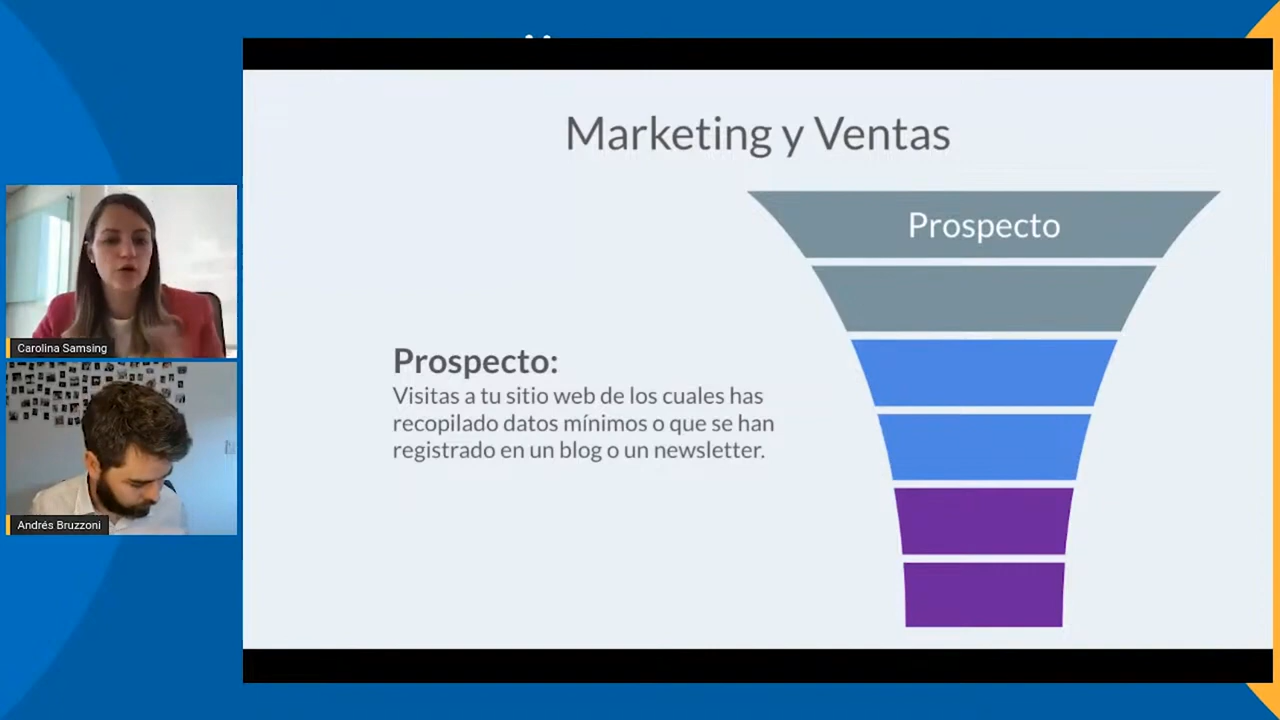 Marketing y Ventas
Prospecto
Prospecto:
Visitas a tu sitio web de los cuales has
recopilado datos mínimos o que se han
registrado en un blog o un newsletter.
Carolina Samsing
Andrés Bruzzoni